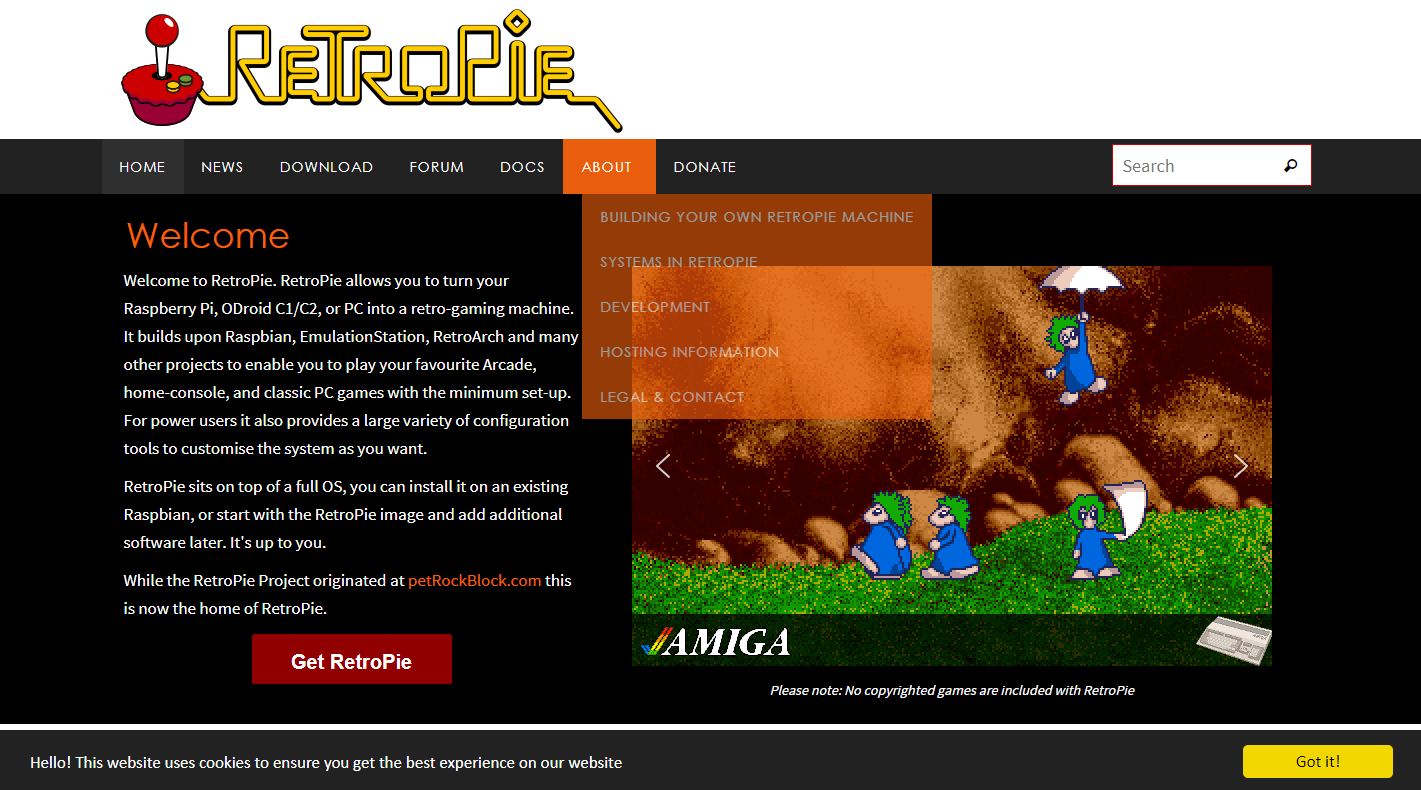 RETROPIE
HOME NEWS DOWNLOAD FORUM DOCS ABOUT DONATE Search
BUILDING YOUR OWN RETROPIE MACHINE
SYSTEMS IN RETROPIE
DEVELOPMENT
HOSTING INFORMATION
LEGAL & CONTACT
Welcome
Welcome to RetroPie. RetroPie allows you to turn your
Raspberry Pi, ODroid C1/C2, or PC into a retro-gaming machine.
It builds upon Raspbian, EmulationStation, RetroArch and many
other projects to enable you to play your favourite Arcade,
home-console, and classic PC games with the minimum set-up.
For power users it also provides a large variety of configuration
tools to customise the system as you want.
RetroPie sits on top of a full OS, you can install it on an existing
Raspbian, or start with the RetroPie image and add additional
software later. It's up to you.
While the RetroPie Project originated at petRockBlock.com this
is now the home of RetroPie.
Get RetroPie
AMIGA
Please note: No copyrighted games are included with RetroPie
Hello! This website uses cookies to ensure you get the best experience on our website
Got it!